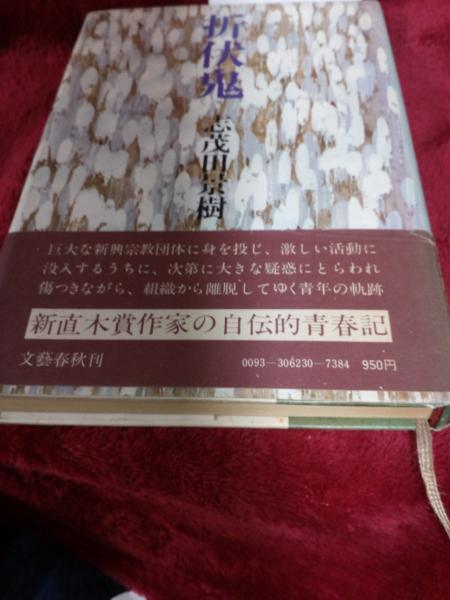 折伏鬼
志茂田景樹
巨大な新興宗教団体に身を投じ、激しい活動に
没入するうちに、次第に大きな疑惑にとらわれ
傷つきながら、組織から離脱してゆく青年の軌跡
新直木賞作家の自伝的青春記
文藝春秋刊
0093—306230—7384 950円